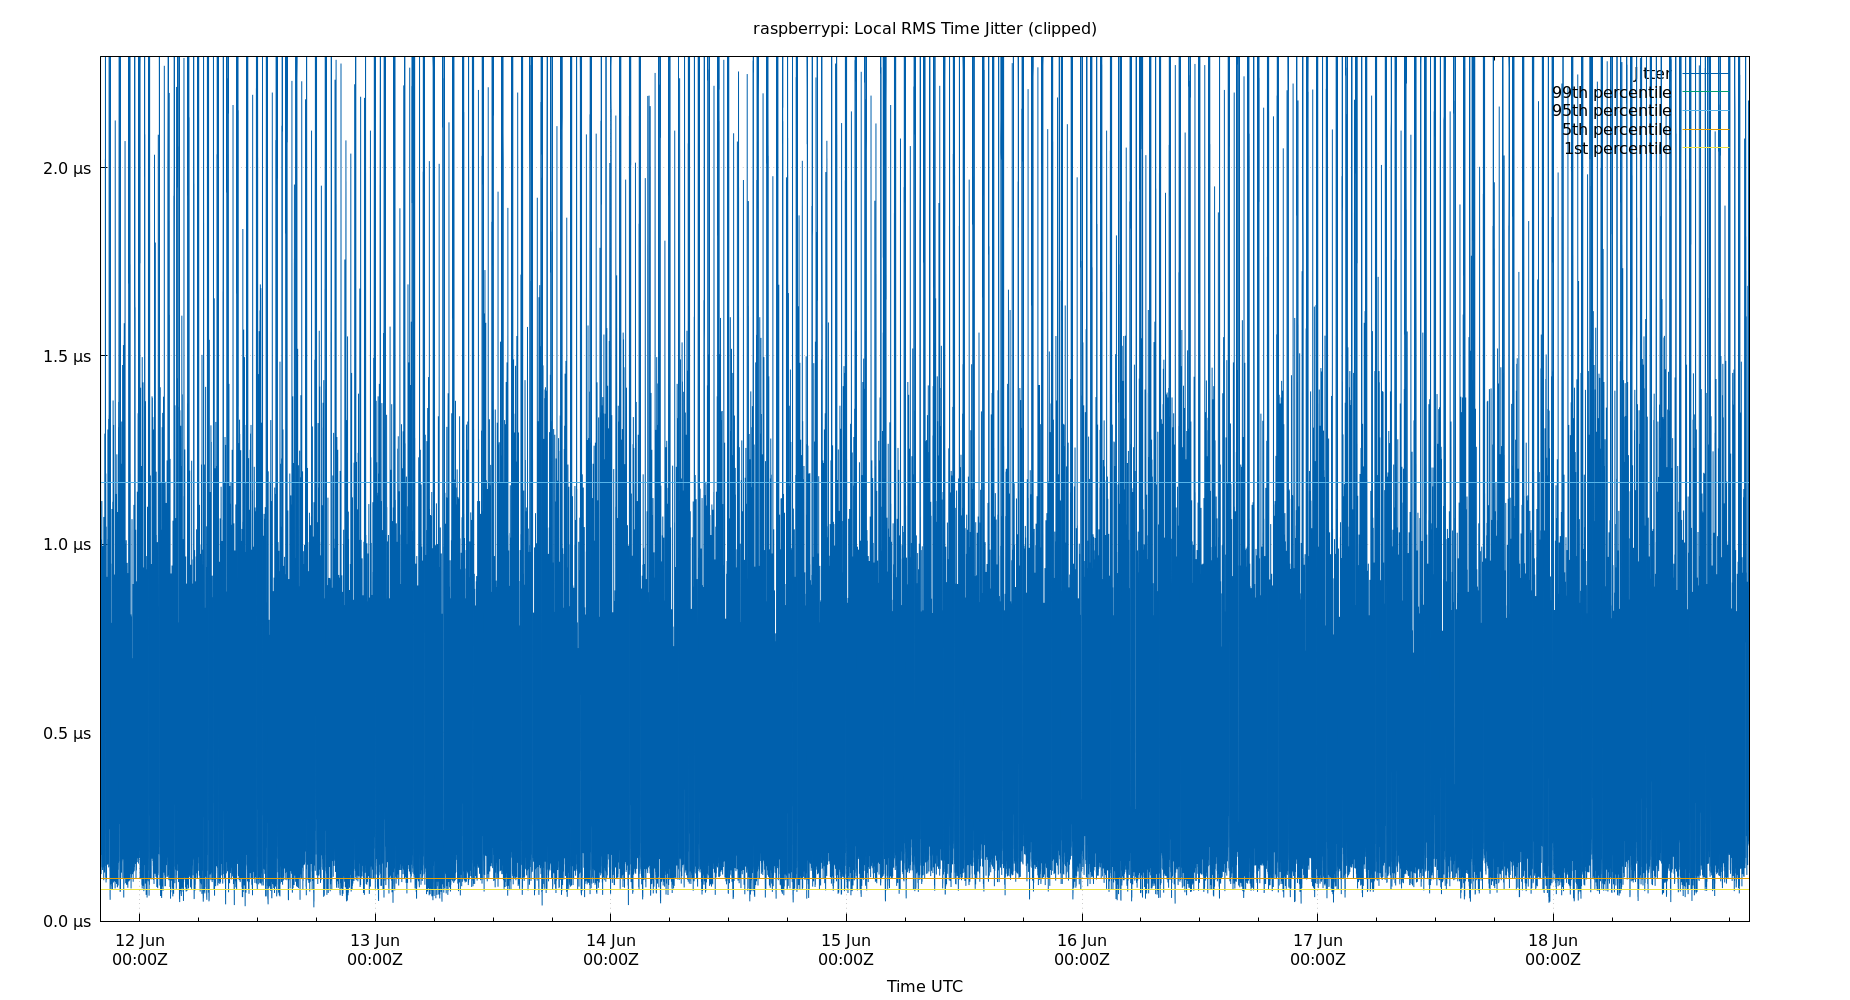 raspberrypi: Local RMS Time Jitter (clipped)
Jitter
99th percentile
95th percentile
5th percentile
1st percentile
2.0 μs
1.5 μs
1.0 μs
0.5 μs
0.0 μs
12 Jun 13 Jun 14 Jun 15 Jun 16 Jun 17 Jun 18 Jun
00:00Z 00:00Z 00:00Z 00:00Z 00:00Z 00:00Z 00:00Z
Time UTC